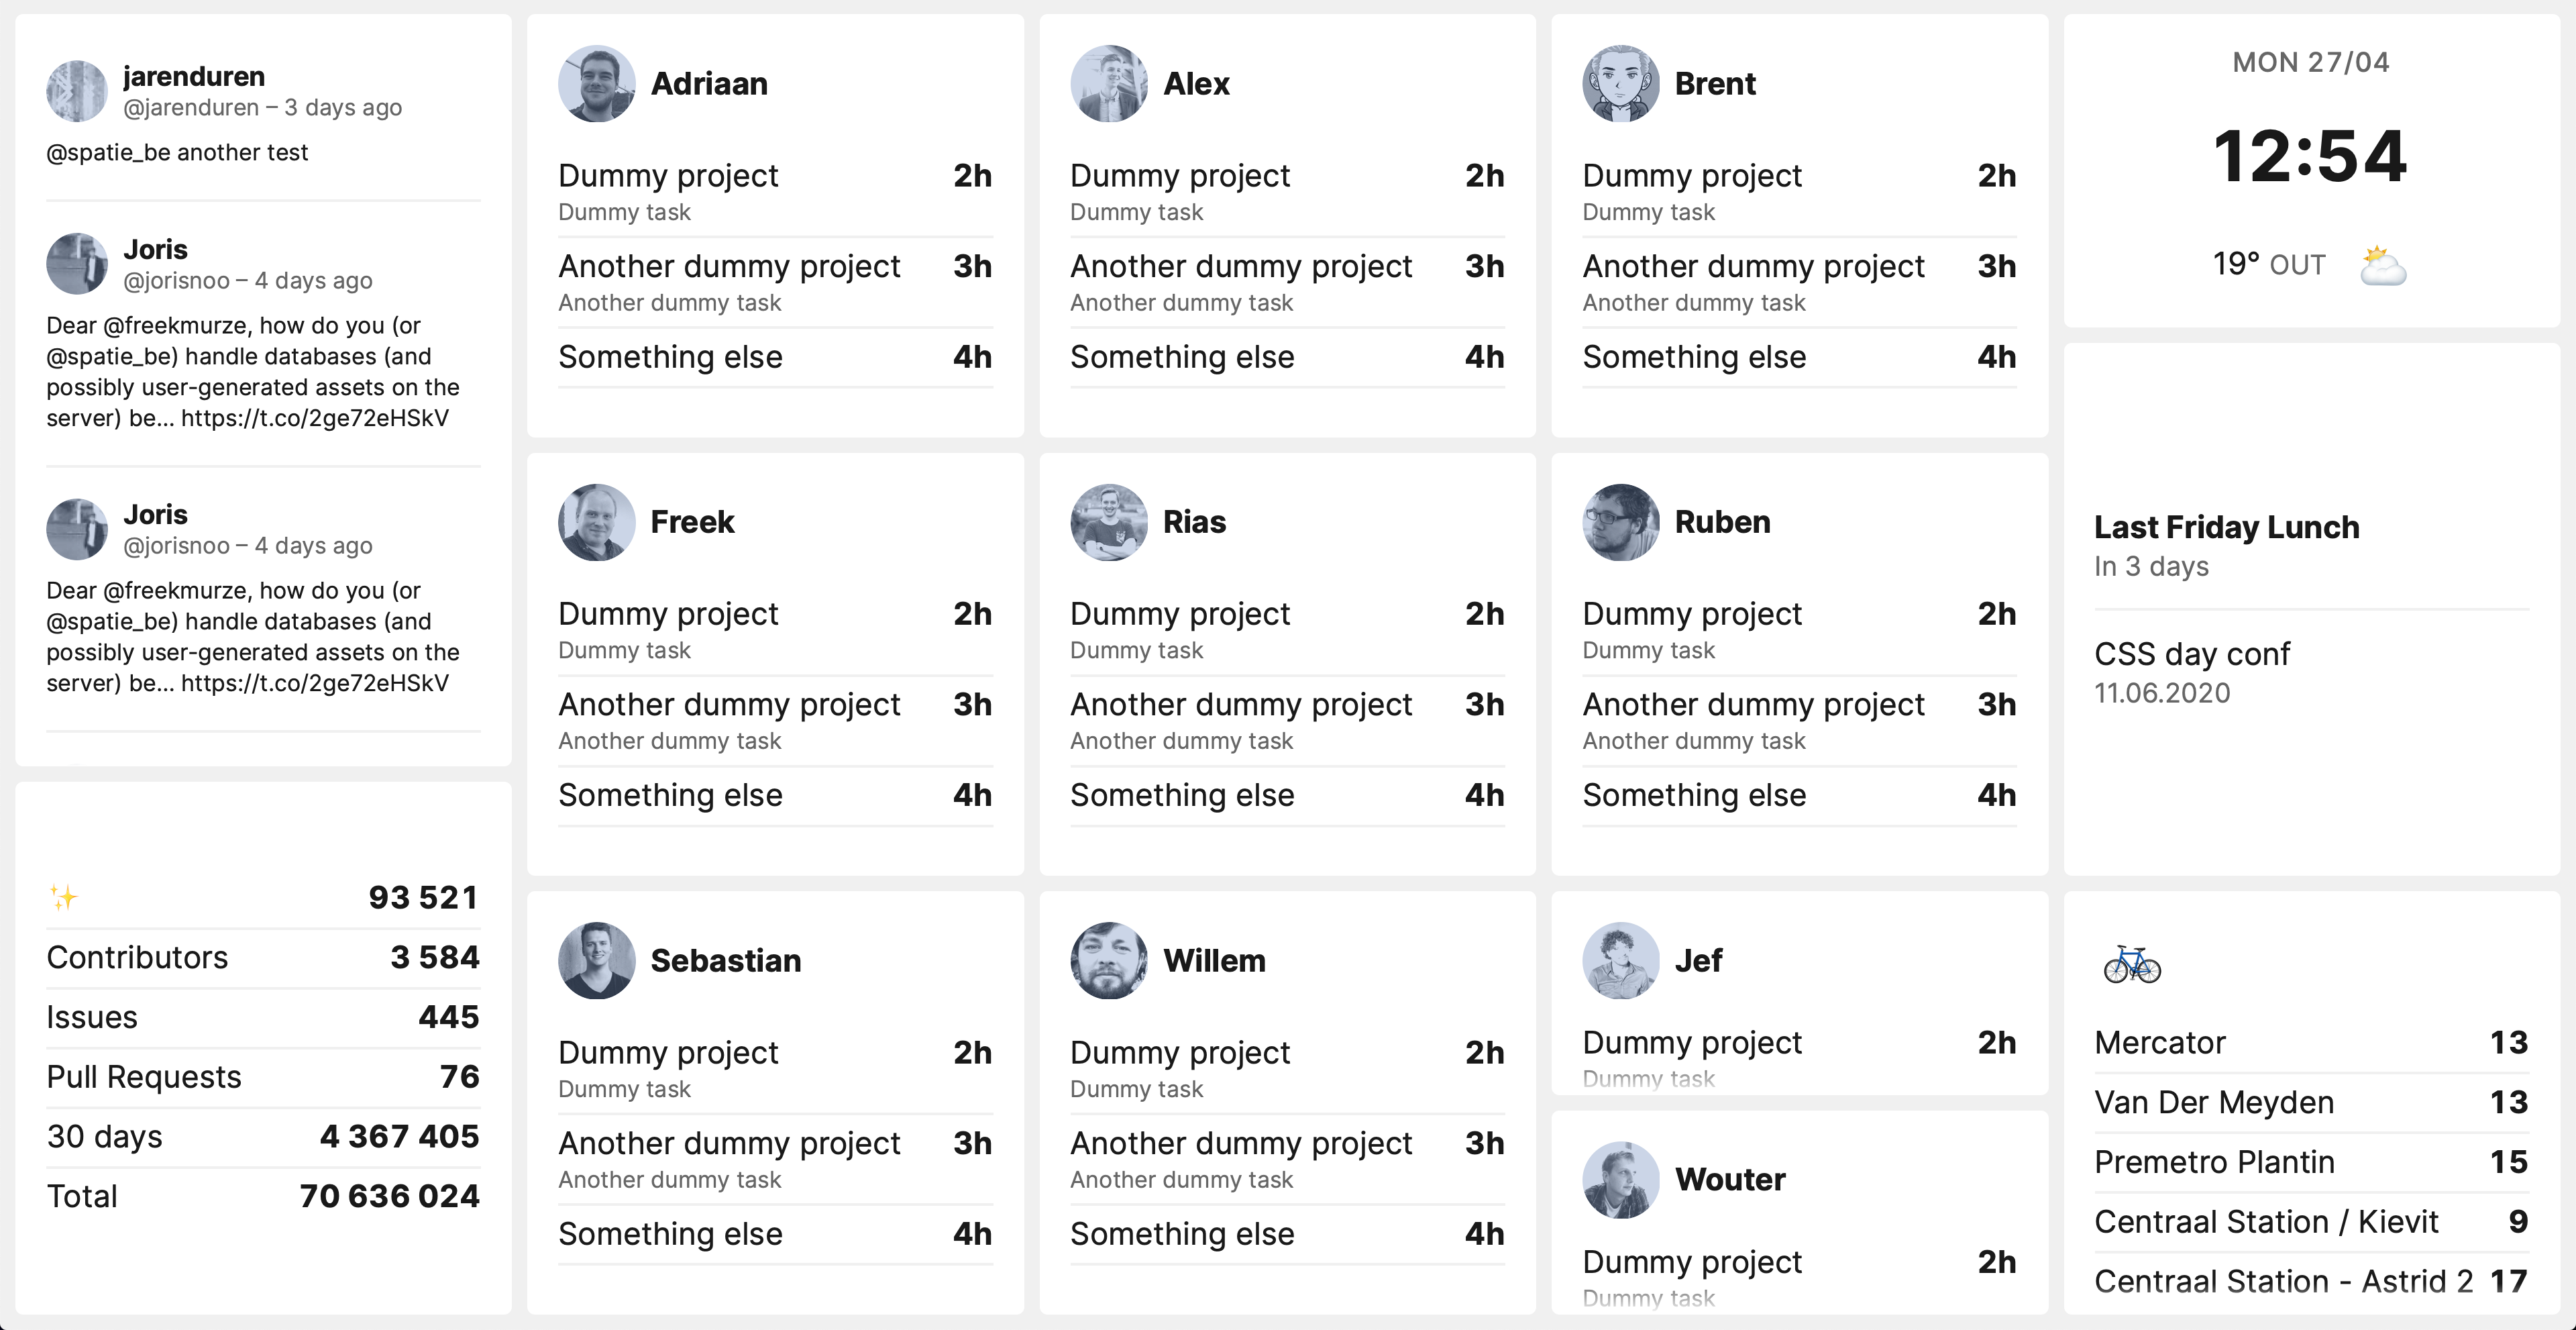 jarenduren
@jarenduren – 3 days ago
@spatie_be another test
Joris
@jorisnoo – 4 days ago
Dear @freekmurze, how do you (or
@spatie_be) handle databases (and
possibly user-generated assets on the
server) be... https://t.co/2ge72eHSkV
Joris
@jorisnoo – 4 days ago
Dear @freekmurze, how do you (or
@spatie_be) handle databases (and
possibly user-generated assets on the
server) be... https://t.co/2ge72eHSkV
✨ 93 521
Contributors 3 584
Issues 445
Pull Requests 76
30 days 4 367 405
Total 70 636 024
Adriaan
Dummy project 2h
Dummy task
Another dummy project 3h
Another dummy task
Something else 4h
Alex
Dummy project 2h
Dummy task
Another dummy project 3h
Another dummy task
Something else 4h
Brent
Dummy project 2h
Dummy task
Another dummy project 3h
Another dummy task
Something else 4h
Freek
Dummy project 2h
Dummy task
Another dummy project 3h
Another dummy task
Something else 4h
Rias
Dummy project 2h
Dummy task
Another dummy project 3h
Another dummy task
Something else 4h
Ruben
Dummy project 2h
Dummy task
Another dummy project 3h
Another dummy task
Something else 4h
Sebastian
Dummy project 2h
Dummy task
Another dummy project 3h
Another dummy task
Something else 4h
Willem
Dummy project 2h
Dummy task
Another dummy project 3h
Another dummy task
Something else 4h
Jef
Dummy project 2h
Dummy task
Wouter
Dummy project 2h
Dummy task
MON 27/04
12:54
19° OUT
Last Friday Lunch
In 3 days
CSS day conf
11.06.2020
Mercator 13
Van Der Meyden 13
Premetro Plantin 15
Centraal Station / Kievit 9
Centraal Station - Astrid 2 17